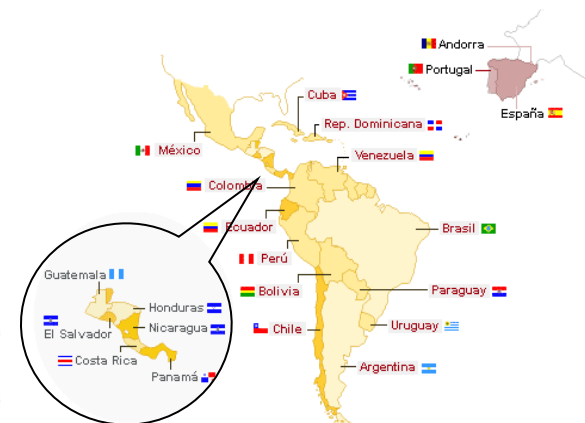 Andorra
Portugal
España
Cuba
Rep. Dominicana
México
Venezuela
Colombia
Ecuador
Brasil
Perú
Bolivia
Paraguay
Chile
Uruguay
Argentina
Guatemala
Honduras
Nicaragua
El Salvador
Costa Rica
Panamá